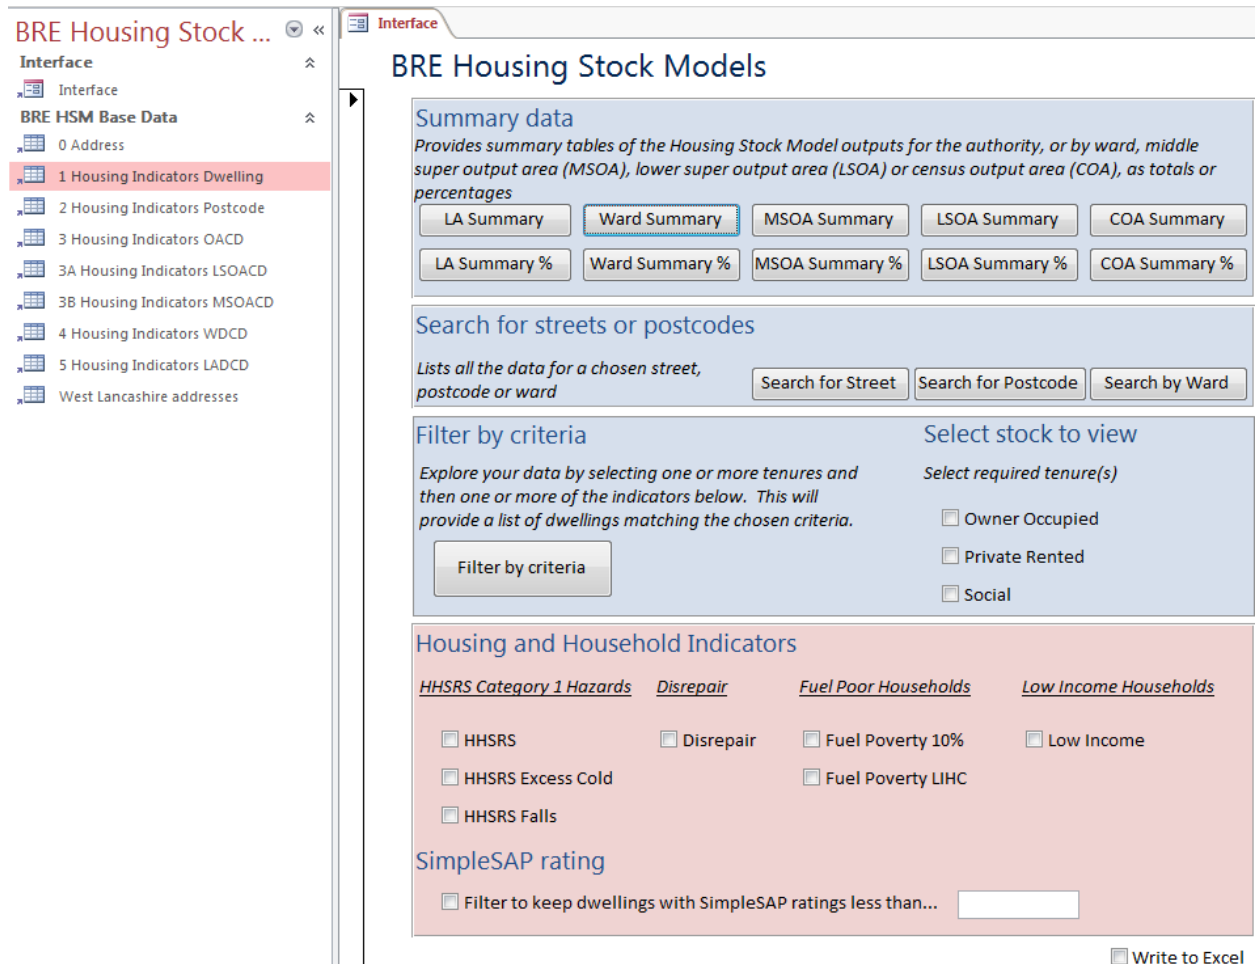 BRE Housing Stock ...
Interface
Interface
BRE HSM Base Data
0 Address
1 Housing Indicators Dwelling
2 Housing Indicators Postcode
3 Housing Indicators OACD
3A Housing Indicators LSOACD
3B Housing Indicators MSOACD
4 Housing Indicators WDCD
5 Housing Indicators LADCD
West Lancashire addresses
Interface
BRE Housing Stock Models
Summary data
Provides summary tables of the Housing Stock Model outputs for the authority, or by ward, middle
super output area (MSOA), lower super output area (LSOA) or census output area (COA), as totals or
percentages
LA Summary Ward Summary MSOA Summary LSOA Summary COA Summary
LA Summary % Ward Summary % MSOA Summary % LSOA Summary % COA Summary %
Search for streets or postcodes
Lists all the data for a chosen street,
postcode or ward
Search for Street Search for Postcode Search by Ward
Filter by criteria
Explore your data by selecting one or more tenures and
then one or more of the indicators below. This will
provide a list of dwellings matching the chosen criteria.
Filter by criteria
Select stock to view
Select required tenure(s)
Owner Occupied
Private Rented
Social
Housing and Household Indicators
HHSRS Category 1 Hazards Disrepair Fuel Poor Households Low Income Households
HHSRS Disrepair Fuel Poverty 10% Low Income
HHSRS Excess Cold Fuel Poverty LIHC
HHSRS Falls
SimpleSAP rating
Filter to keep dwellings with SimpleSAP ratings less than...
Write to Excel